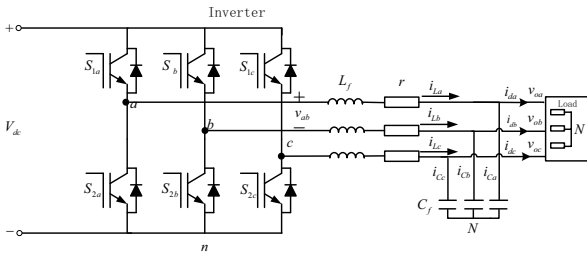 Inverter
+
S1a
Sb
S1c
Lf
r
iLa
ida
voa
Load
a
+
Vdc
b
vab
iLb
idb
vob
N
−
c
iLc
idc
voc
S2a
S2b
S2c
iCc
iCb
iCa
Cf
−
n
N